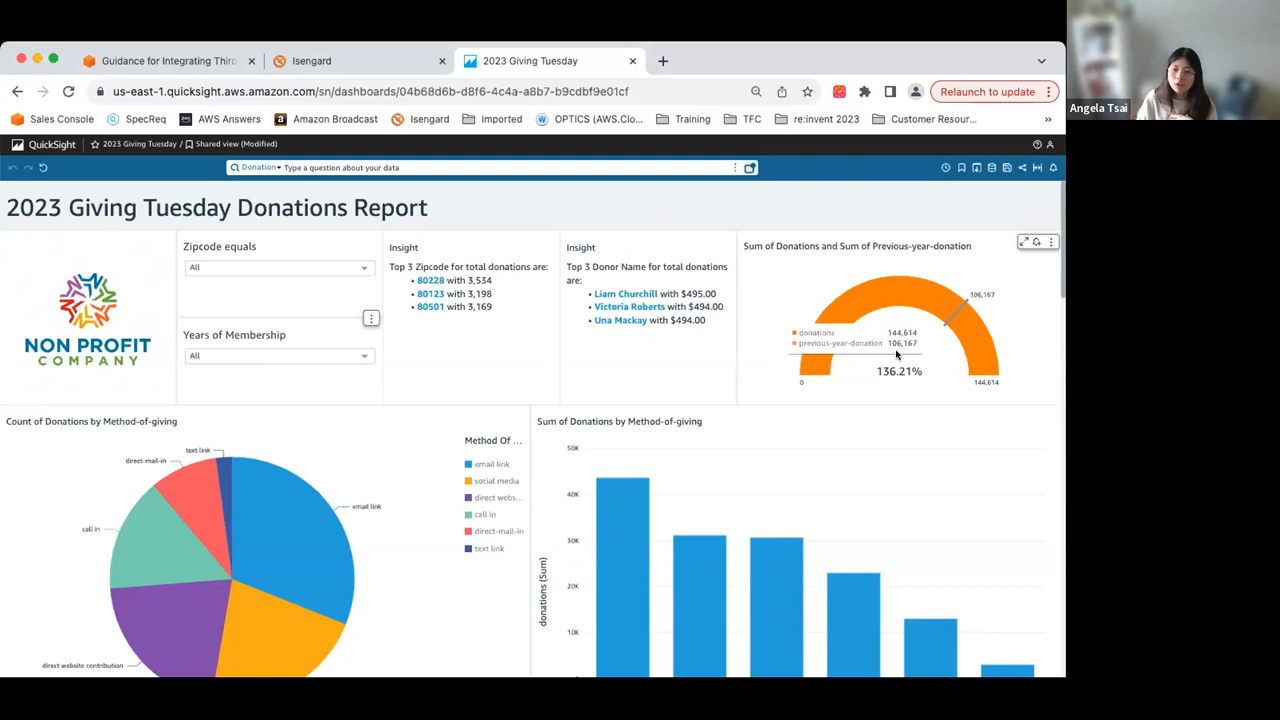 Guidance for Integrating Thirc
Isengard
2023 Giving Tuesday
us-east-1.quicksight.aws.amazon.com/sn/dashboards/04b68d6b-d8f6-4c4a-a8b7-b9cdbf9e01cf
Relaunch to update
Sales Console
SpecReq
AWS Answers
Amazon Broadcast
Isengard
Imported
OPTICS (AWS.Clo...
Training
TFC
re:invent 2023
Customer Resour...
»
QuickSight
2023 Giving Tuesday / Shared view (Modified)
Donation Type a question about your data
2023 Giving Tuesday Donations Report
NON PROFIT
COMPANY
Zipcode equals
All
Years of Membership
All
Insight
Top 3 Zipcode for total donations are:
• 80228 with 3,534
• 80123 with 3,198
• 80501 with 3,169
Insight
Top 3 Donor Name for total donations
are:
• Liam Churchill with $495.00
• Victoria Roberts with $494.00
• Una Mackay with $494.00
Sum of Donations and Sum of Previous-year-donation
106,167
donations 144,614
previous-year-donation 106,167
136.21%
0
144,614
Count of Donations by Method-of-giving
text link
direct-mail-in
email link
call in
direct website contribution
Method Of ...
email link
social media
direct webs...
call in
direct-mail-in
text link
Sum of Donations by Method-of-giving
donations (Sum)
50K
40K
30K
20K
10K
Angela Tsai